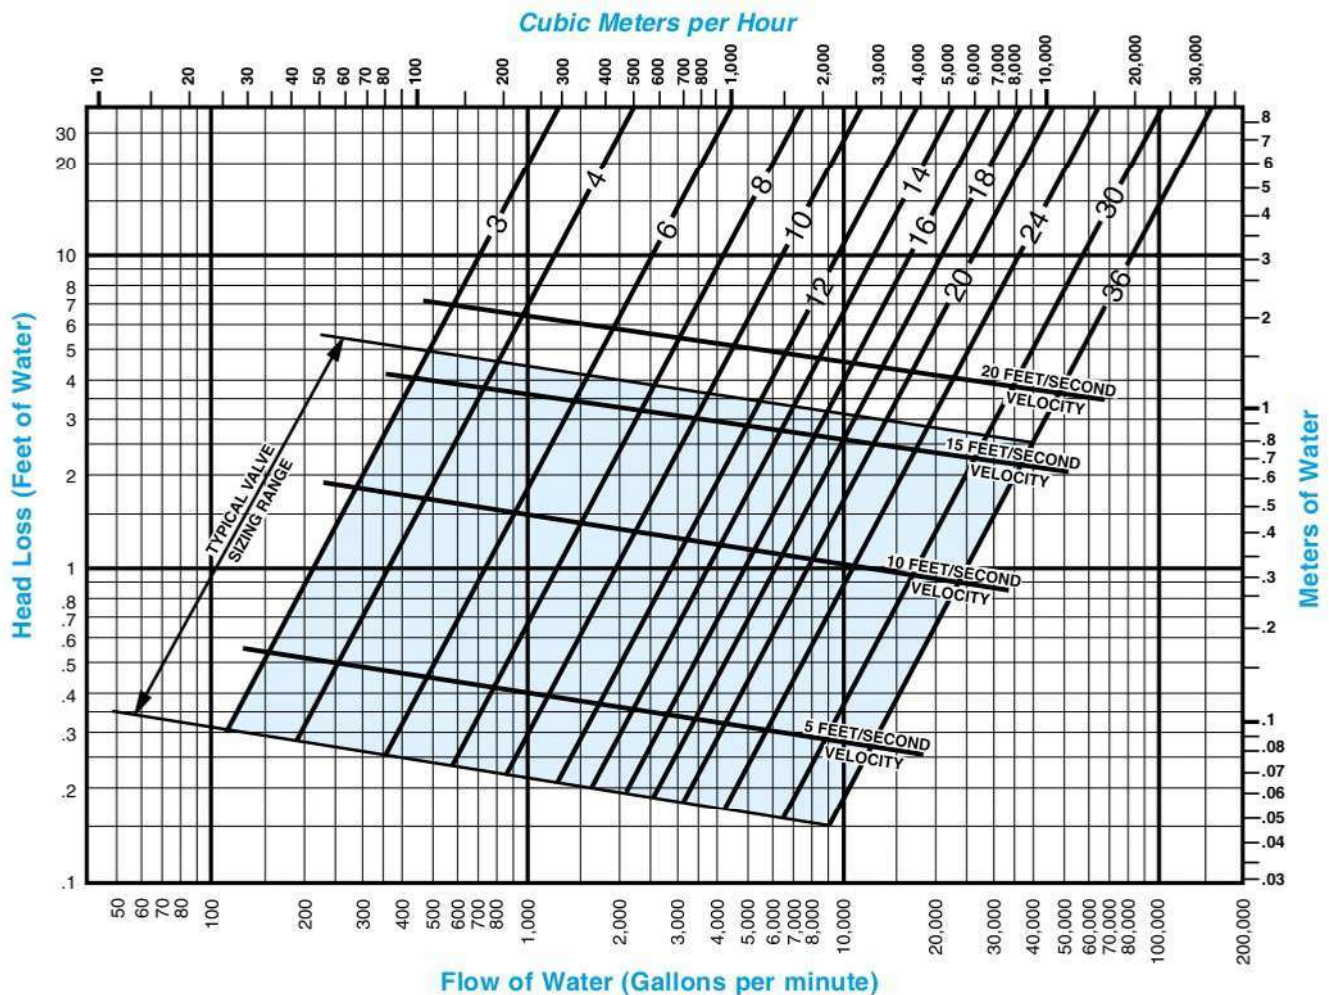 Cubic Meters per Hour
10 20 30 40 50 60 70 80 100 200 300 400 500 600 700 800 1,000 2,000 3,000 4,000 5,000 6,000 7,000 8,000 10,000 20,000 30,000
Head Loss (Feet of Water)
30
20
10
8
7
6
5
4
3
2
1
.8
.7
.6
.5
.4
.3
.2
.1
3 4 6 8 10 12 14 16 18 20 24 30 36
20 FEET/SECOND
VELOCITY
15 FEET/SECOND
VELOCITY
10 FEET/SECOND
VELOCITY
5 FEET/SECOND
VELOCITY
TYPICAL VALVE
SIZING RANGE
8
7
6
5
4
3
2
1
.8
.7
.6
.5
.4
.3
.2
.1
.08
.07
.06
.05
.04
.03
Meters of Water
50 60 70 80 100 200 300 400 500 600 700 800 1,000 2,000 3,000 4,000 5,000 6,000 7,000 8,000 10,000 20,000 30,000 40,000 50,000 60,000 70,000 80,000 100,000 200,000
Flow of Water (Gallons per minute)